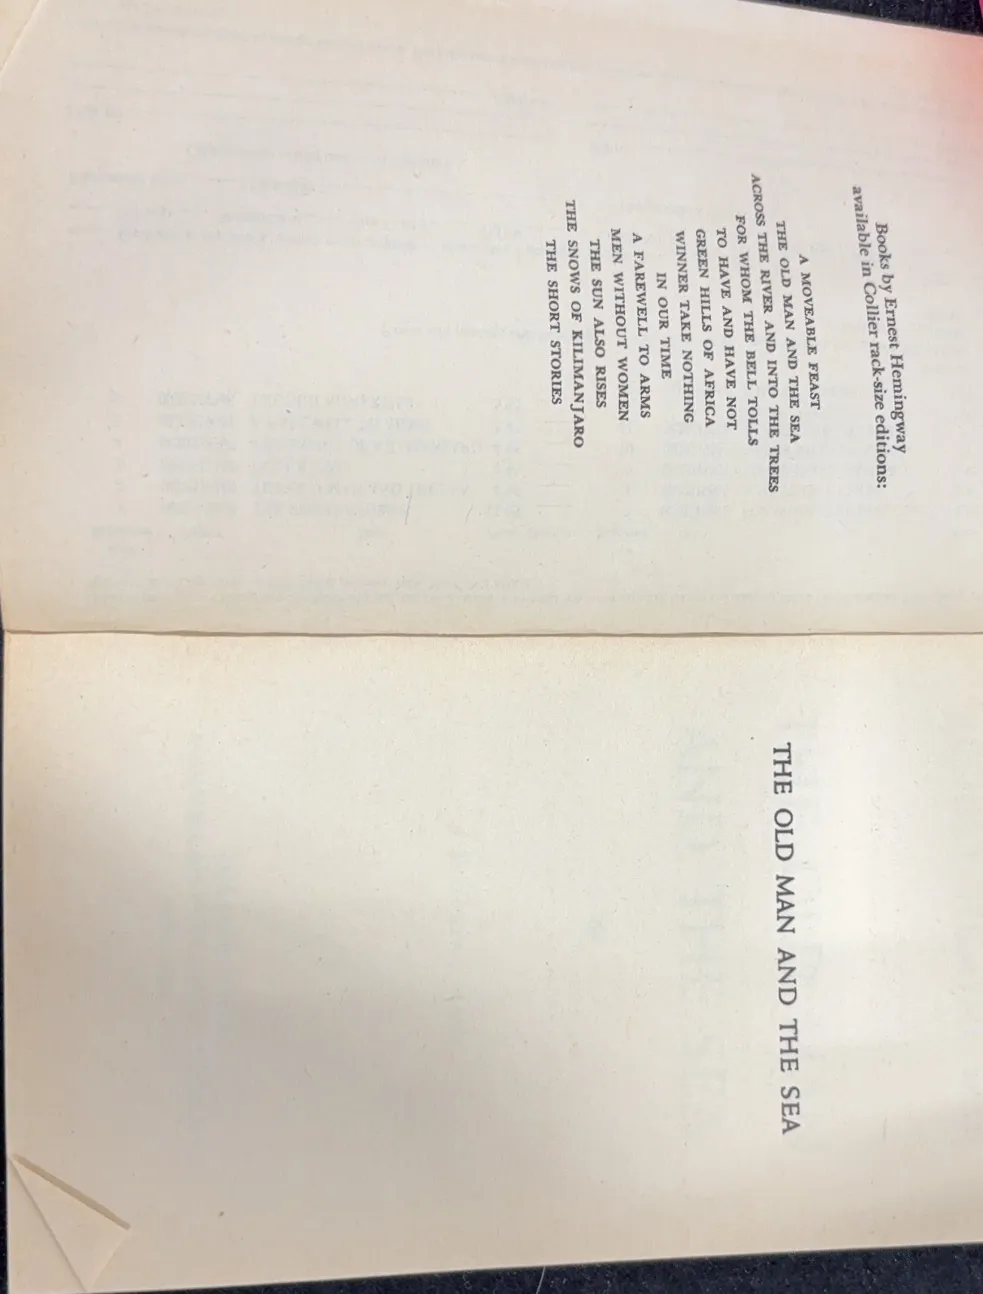 Books by Ernest Hemingway
available in Collier rack-size editions:
A MOVEABLE FEAST
THE OLD MAN AND THE SEA
ACROSS THE RIVER AND INTO THE TREES
FOR WHOM THE BELL TOLLS
TO HAVE AND HAVE NOT
GREEN HILLS OF AFRICA
WINNER TAKE NOTHING
IN OUR TIME
A FAREWELL TO ARMS
MEN WITHOUT WOMEN
THE SUN ALSO RISES
THE SNOWS OF KILIMANJARO
THE SHORT STORIES
THE OLD MAN AND THE SEA